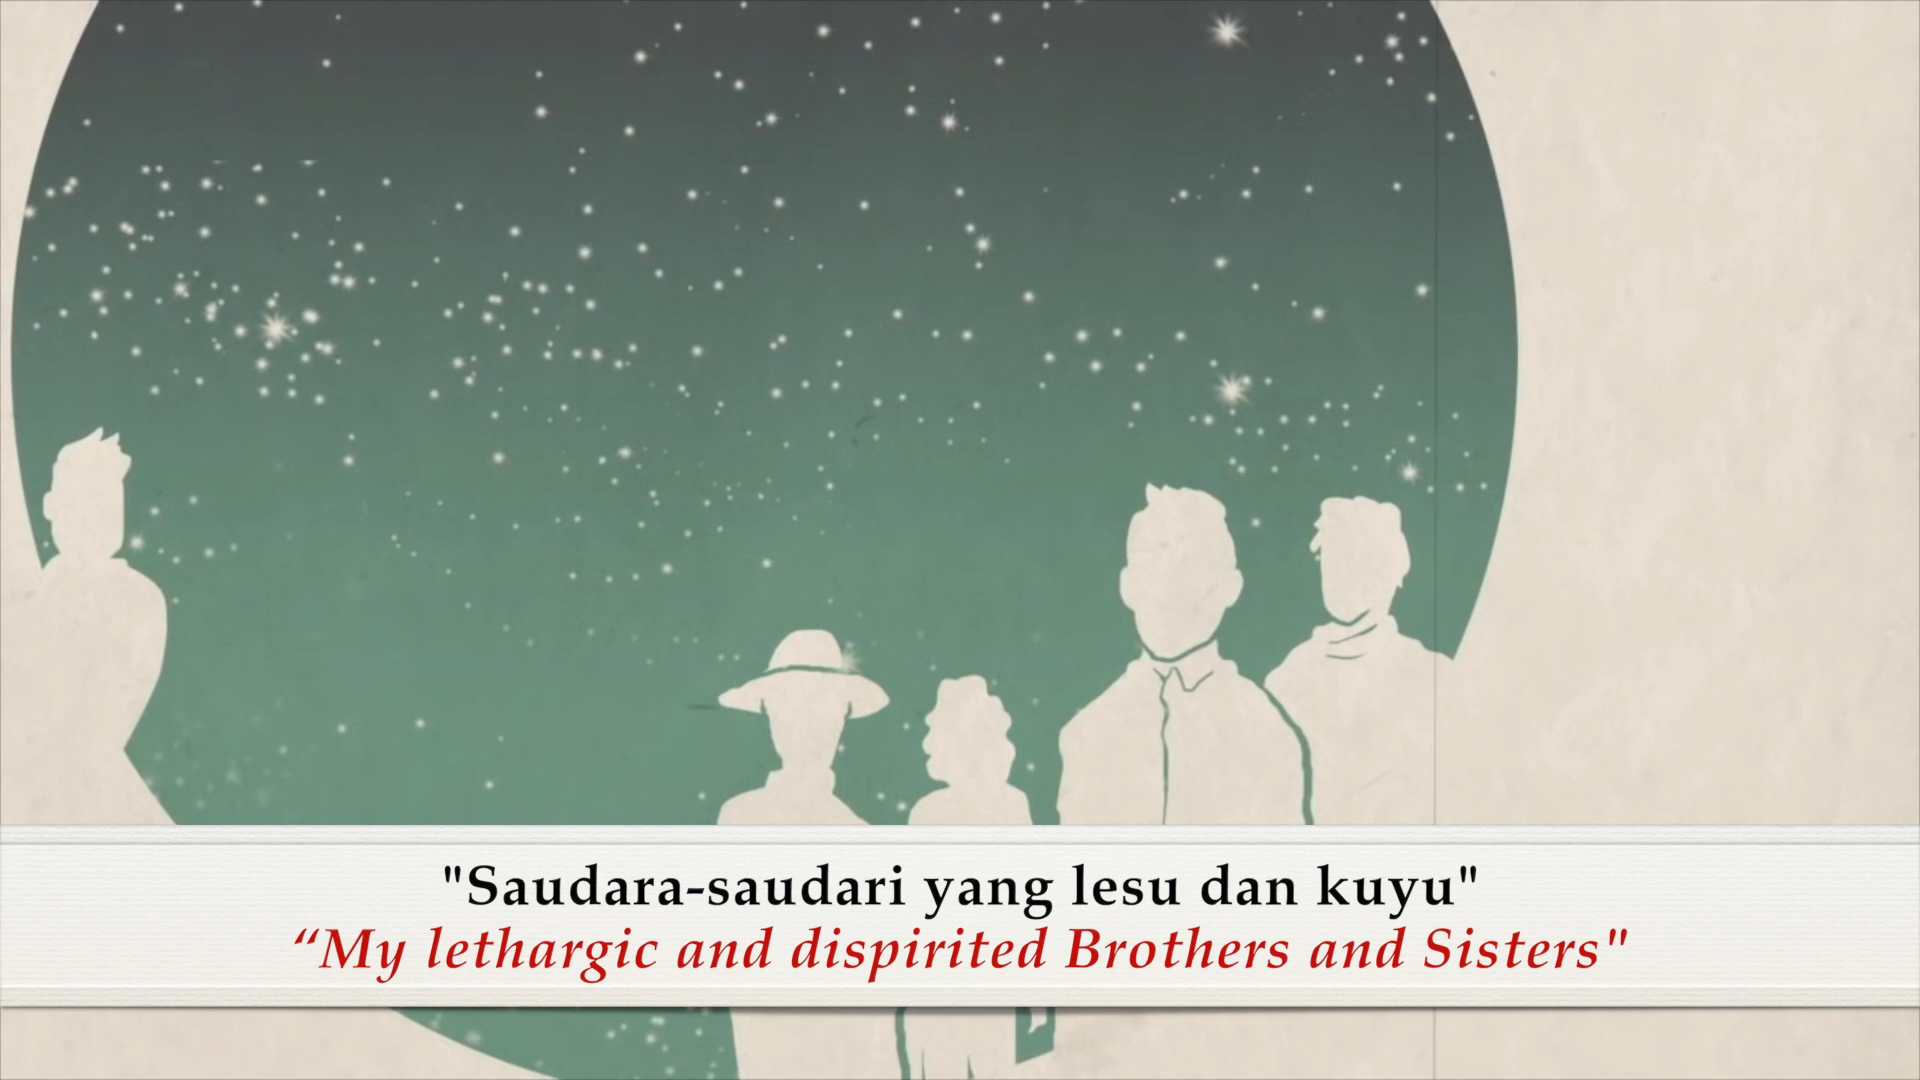 "Saudara-saudari yang lesu dan kuyu"
“My lethargic and dispirited Brothers and Sisters"